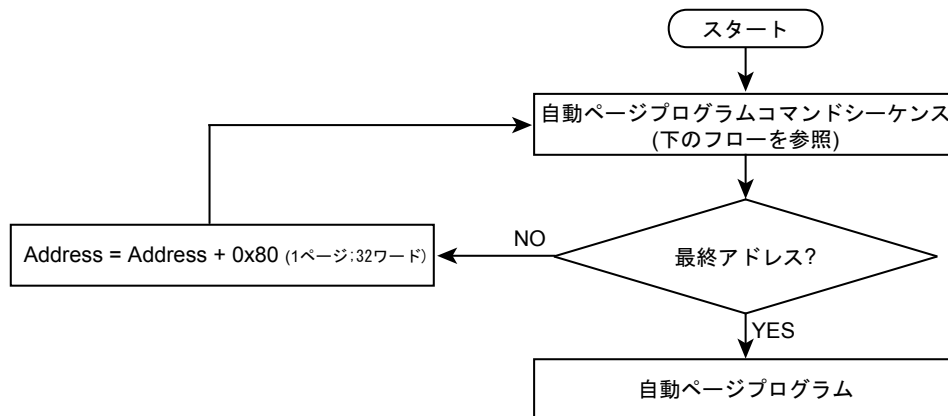 スタート
自動ページプログラムコマンドシーケンス
(下のフローを参照)
最終アドレス?
NO
Address = Address + 0x80 (1ページ;32ワード)
YES
自動ページプログラム